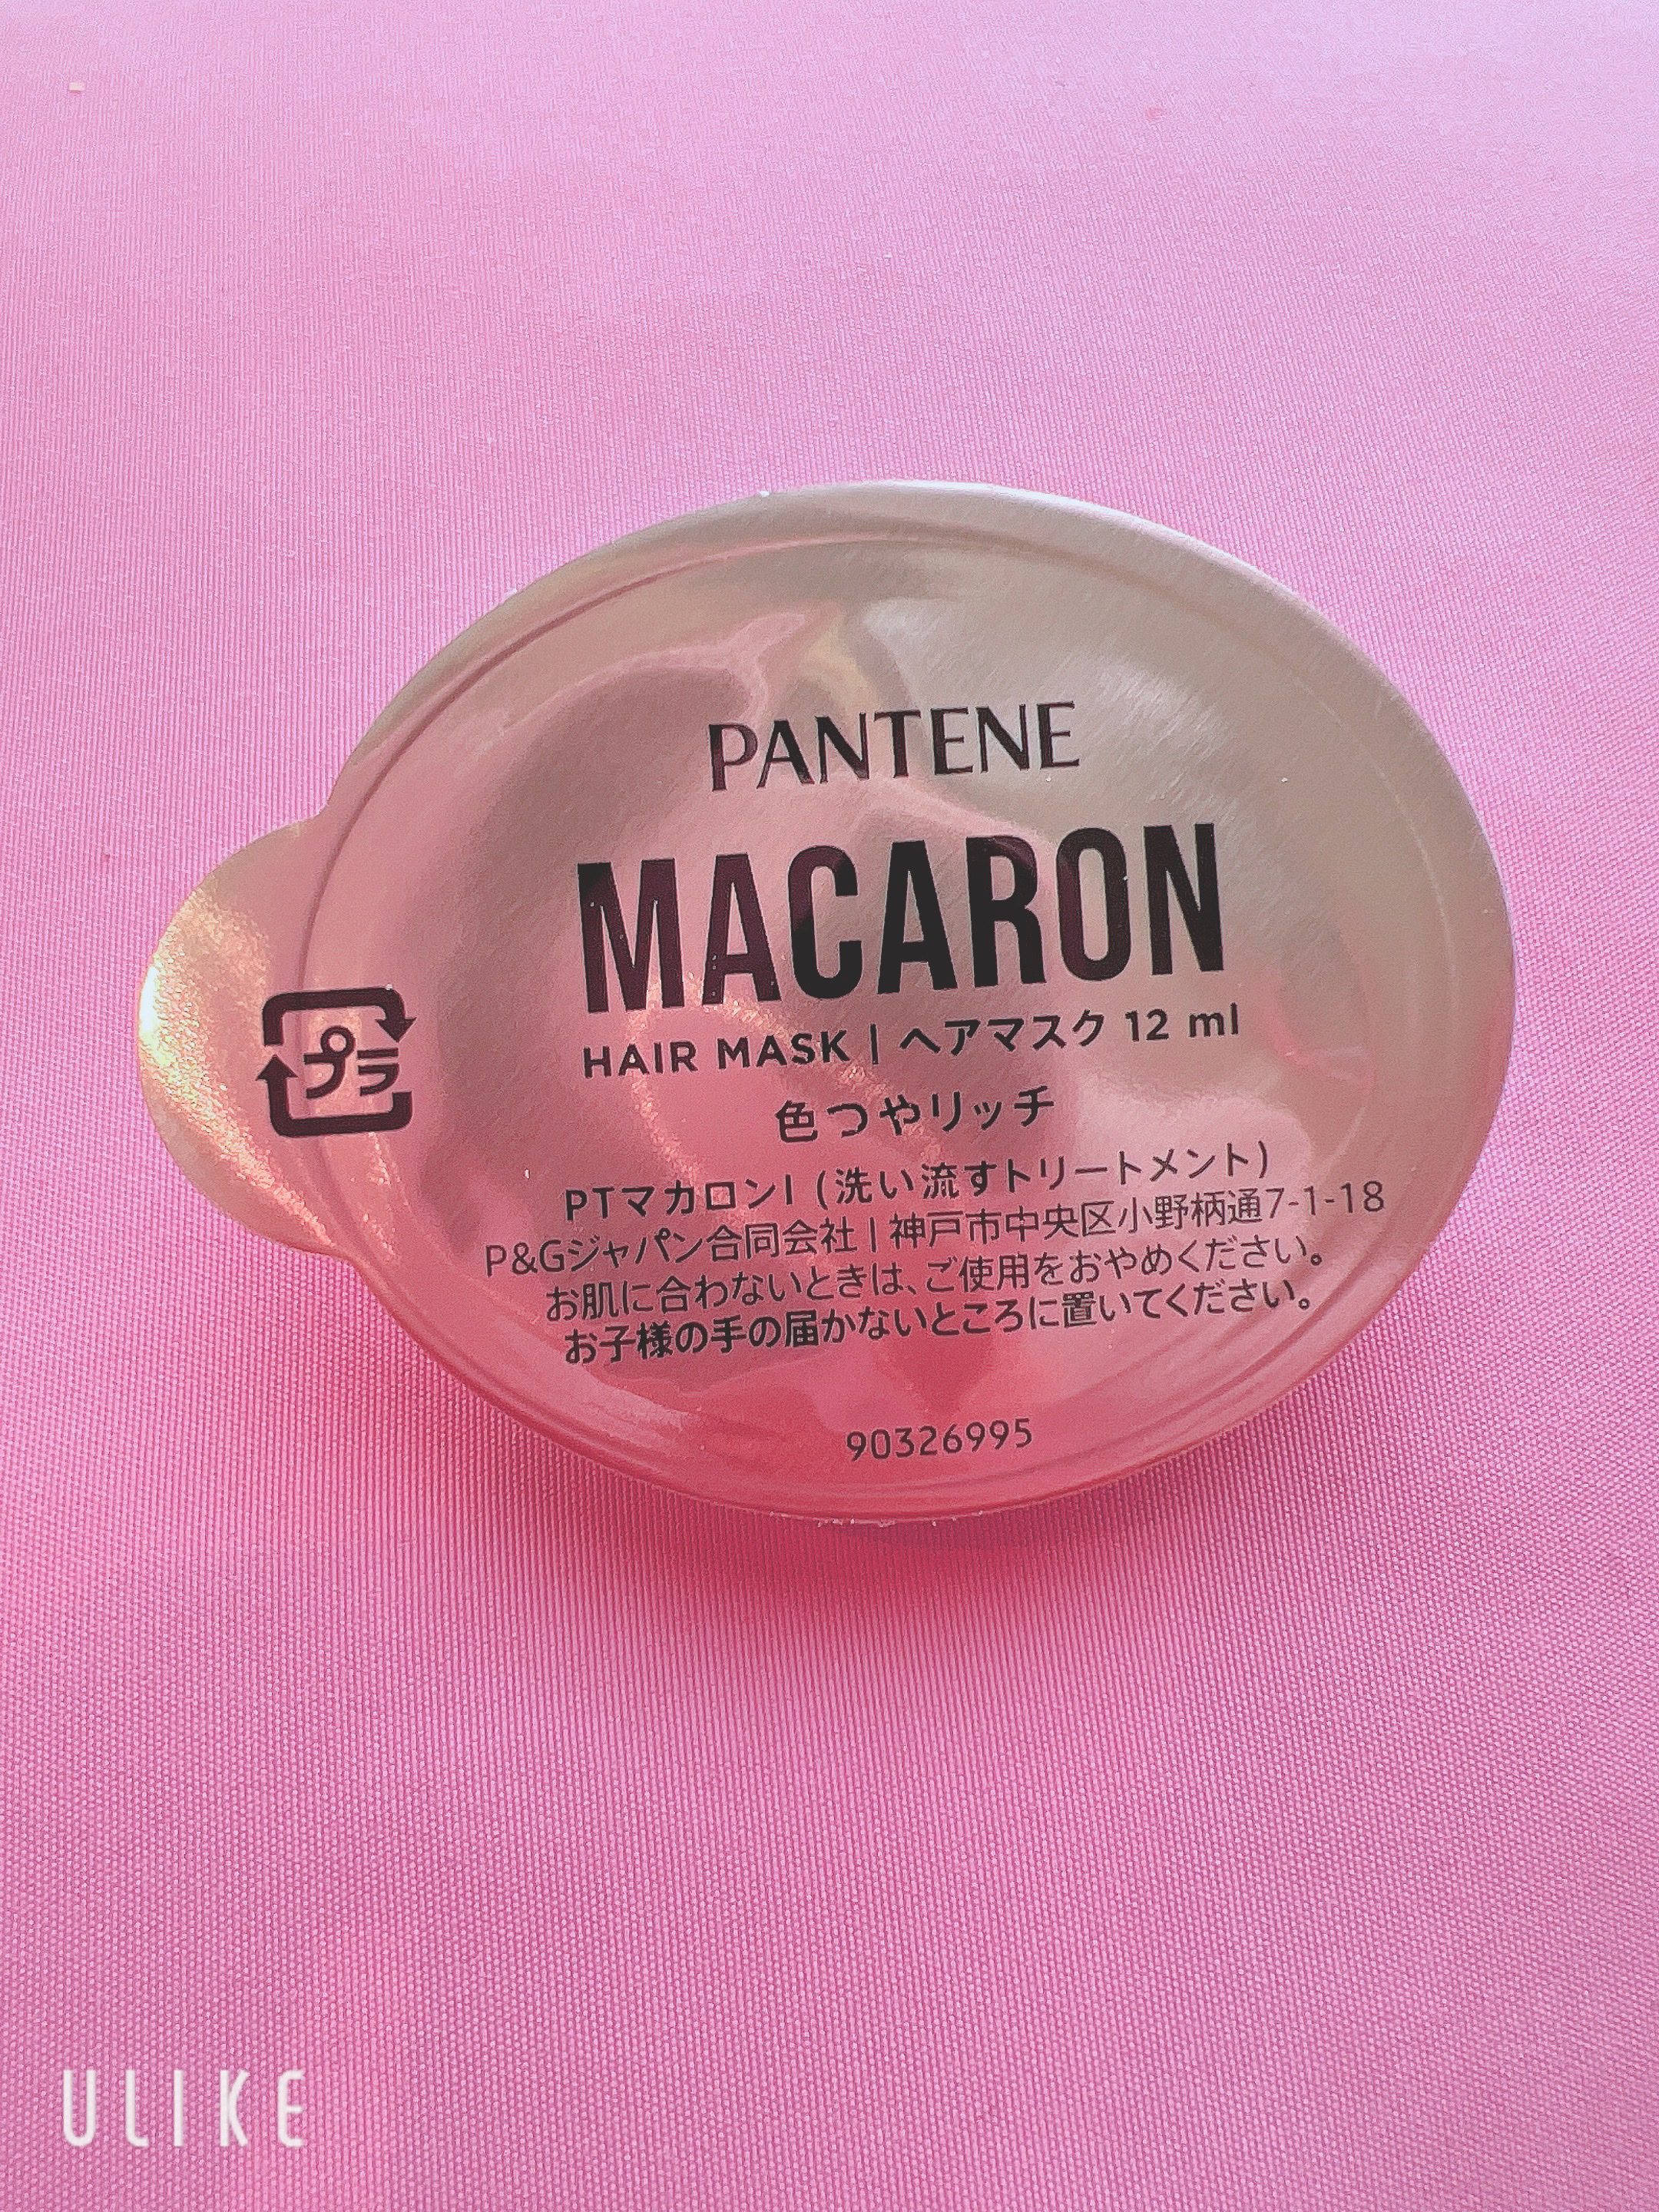 PANTENE
MACARON
HAIR MASK | ヘアマスク 12 ml
プラ
色つやリッチ
PTマカロンI (洗い流すトリートメント)
P&Gジャパン合同会社 | 神戸市中央区小野柄通7-1-18
お肌に合わないときは、ご使用をおやめください。
お子様の手の届かないところに置いてください。
90326995
ULIKE